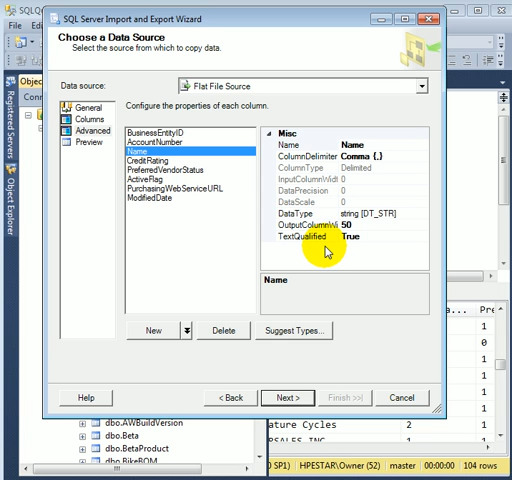 SQL Server Import and Export Wizard
File
Choose a Data Source
Select the source from which to copy data.
Data source:
Flat File Source
Configure the properties of each column.
General
Columns
Advanced
Preview
BusinessEntityID
AccountNumber
Name
CreditRating
PreferredVendorStatus
ActiveFlag
PurchasingWebServiceURL
ModifiedDate
Misc
Name Name
ColumnDelimiter Comma {,}
ColumnType Delimited
InputColumnWidt 0
DataPrecision 0
DataScale 0
DataType string [DT_STR]
OutputColumnWi 50
TextQualified True
Name
New
Delete
Suggest Types...
Help
< Back
Next >
Finish >>|
Cancel
Registered Servers
Object Explorer
dbo.AWBuildVersion
dbo.Beta
dbo.BetaProduct
dbo.BikeBOM
a... Pre
1
0
1
1
1
1
1
ature Cycles 2 1
0 SP1) HPESTAR\Owner (52) master 00:00:00 104 rows